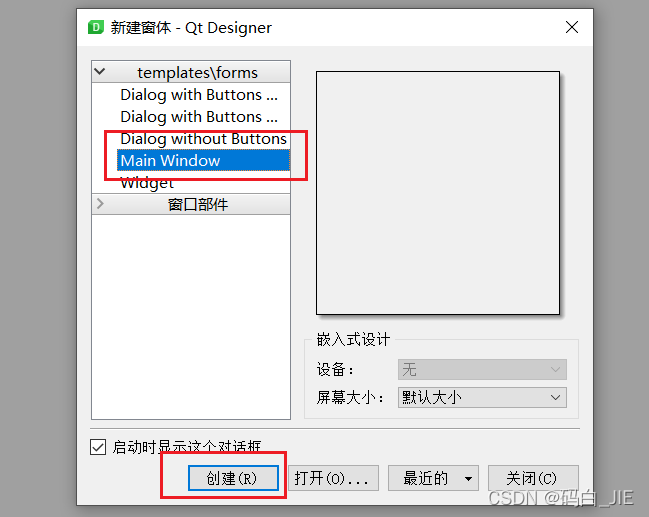 新建窗体 - Qt Designer
templates\forms
Dialog with Buttons ...
Dialog with Buttons ...
Dialog without Buttons
Main Window
Widget
窗口部件
嵌入式设计
设备： 无
屏幕大小： 默认大小
启动时显示这个对话框
创建(R) 打开(O)... 最近的 关闭(C)
CSDN @码白_JIE